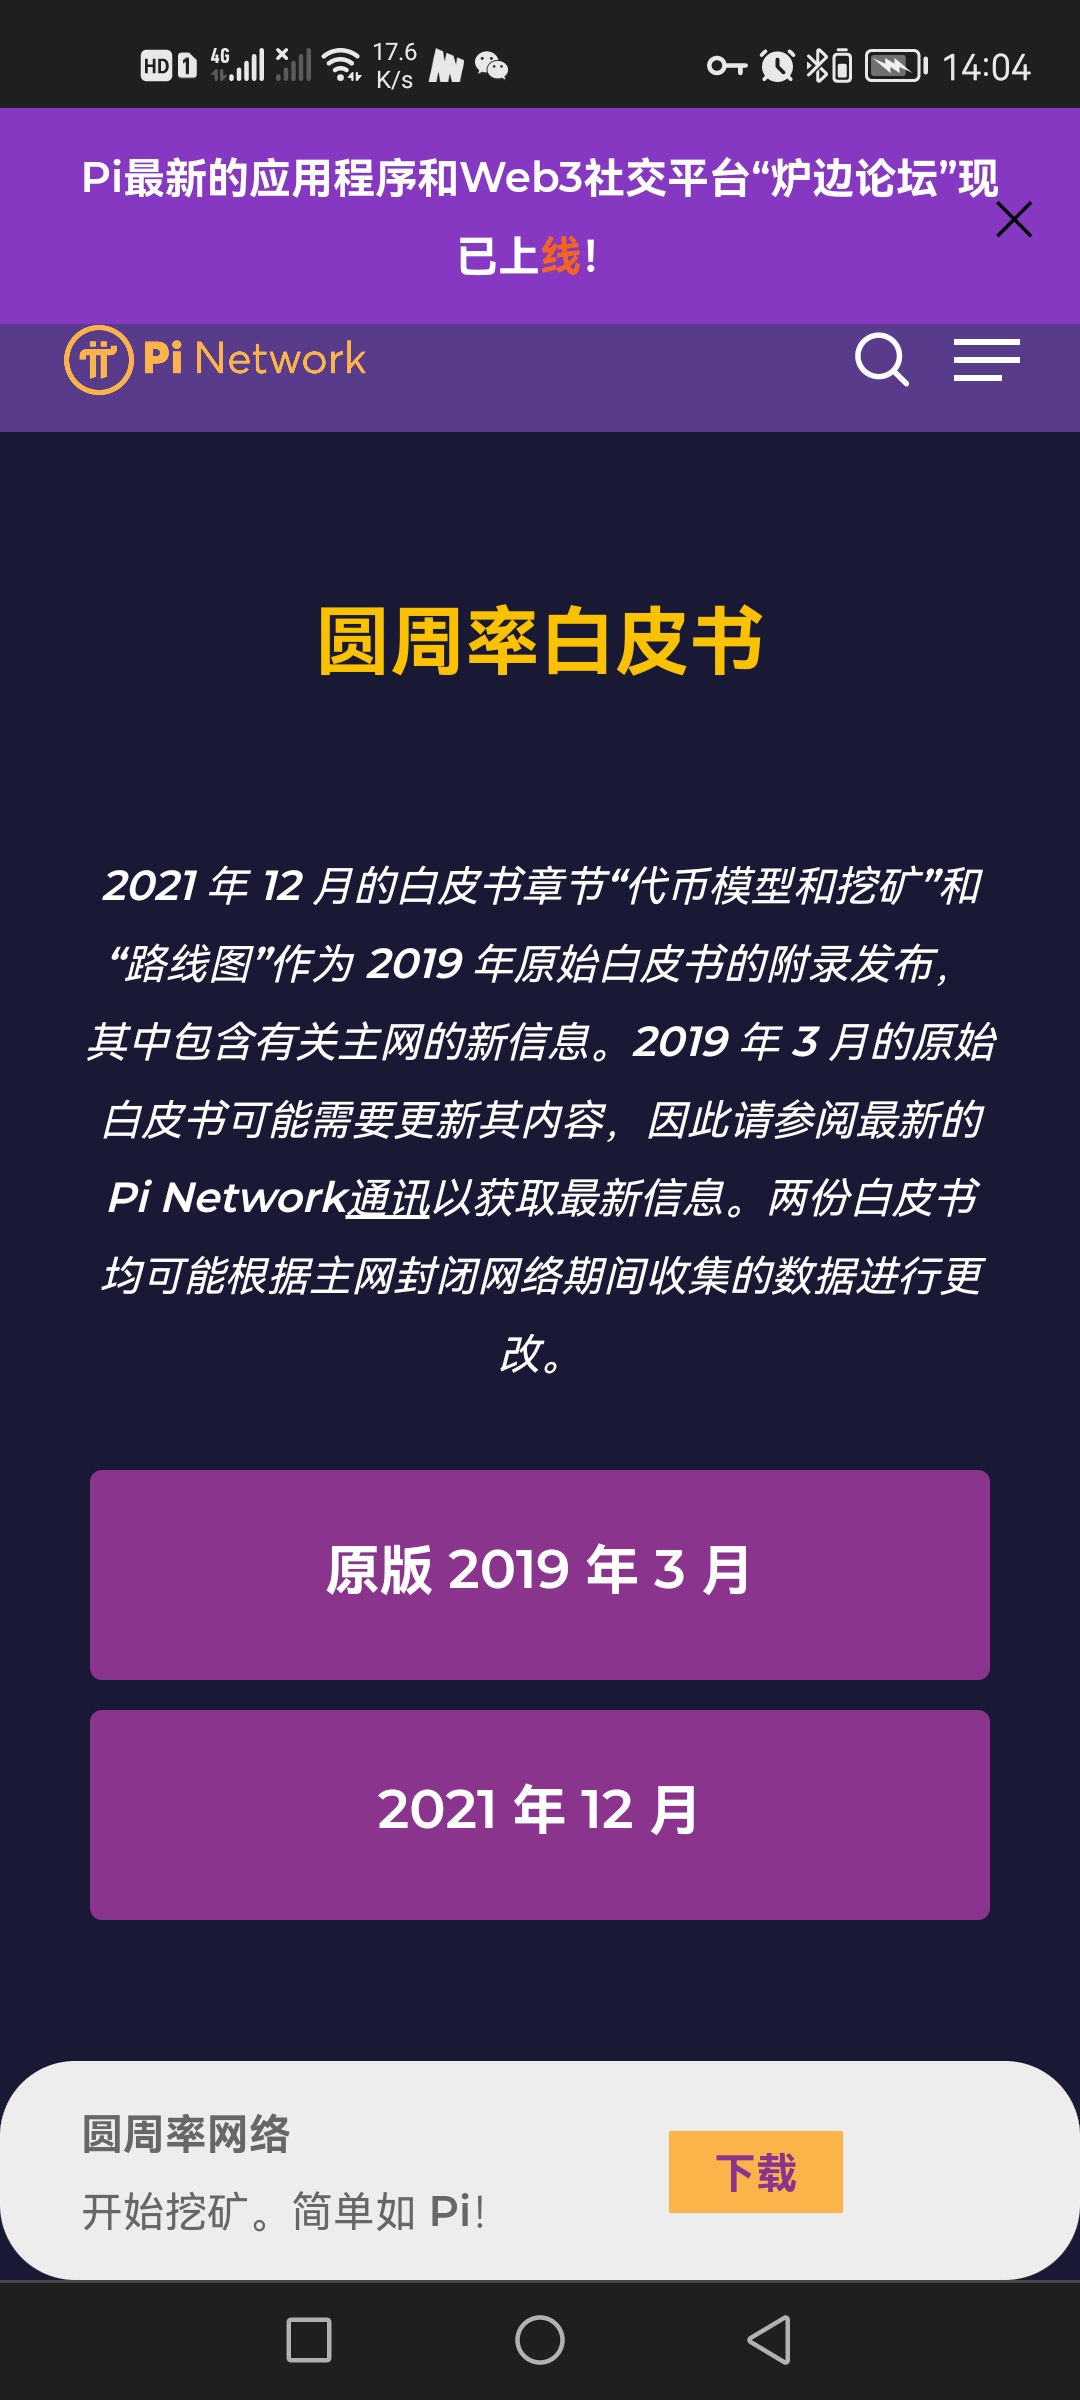 HD 1 4G 17.6 K/s 14:04
Pi最新的应用程序和Web3社交平台“炉边论坛”现
已上线！
Pi Network
圆周率白皮书
2021 年 12 月的白皮书章节“代币模型和挖矿”和
“路线图”作为 2019 年原始白皮书的附录发布，
其中包含有关主网的新信息。2019 年 3 月的原始
白皮书可能需要更新其内容，因此请参阅最新的
Pi Network通讯以获取最新信息。两份白皮书
均可能根据主网封闭网络期间收集的数据进行更
改。
原版 2019 年 3 月
2021 年 12 月
圆周率网络
开始挖矿。简单如 Pi！
下载